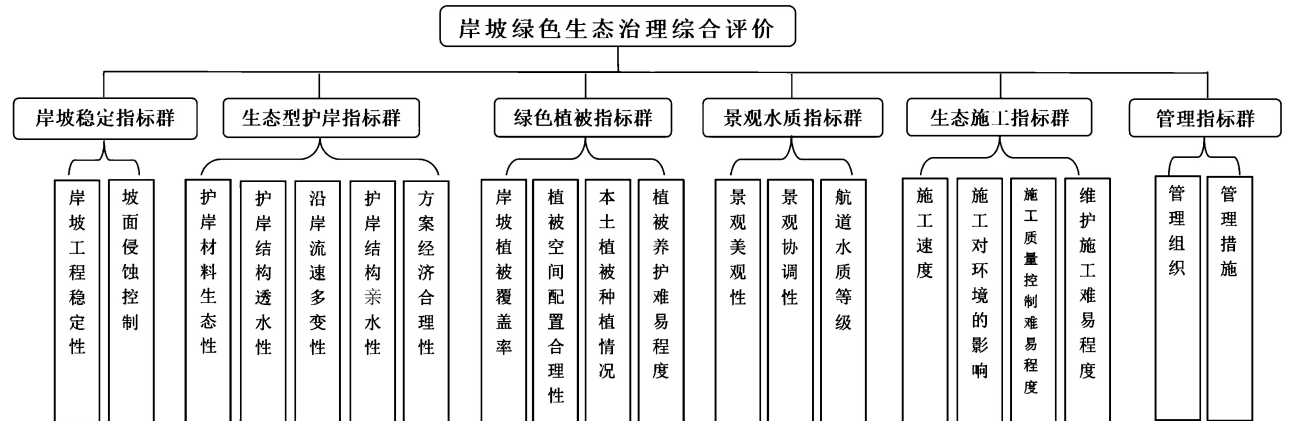 岸坡绿色生态治理综合评价
岸坡稳定指标群
生态型护岸指标群
绿色植被指标群
景观水质指标群
生态施工指标群
管理指标群
岸坡工程稳定性
坡面侵蚀控制
护岸材料生态性
护岸结构透水性
沿岸流速多变性
护岸结构亲水性
方案经济合理性
岸坡植被覆盖率
植被空间配置合理性
本土植被种植情况
植被养护难易程度
景观美观性
景观协调性
航道水质等级
施工速度
施工对环境的影响
施工质量控制难易程度
维护施工难易程度
管理组织
管理措施